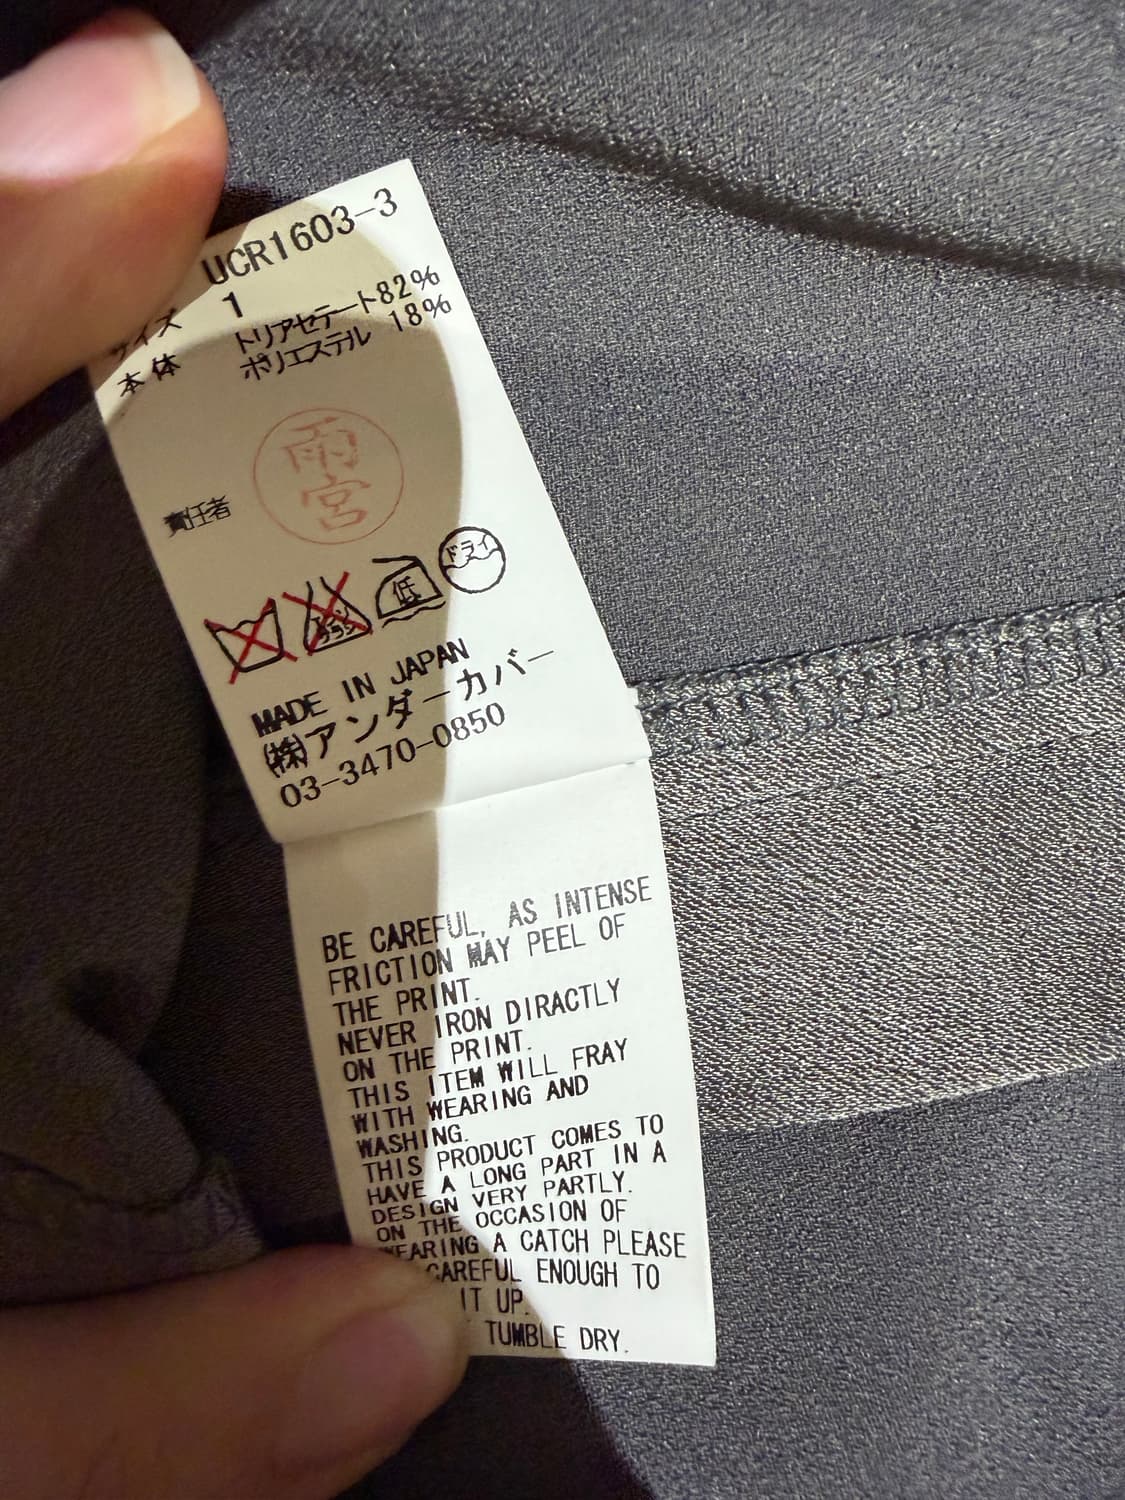 UCR1603-3
サイズ 1
本体 トリアセテート82%
ポリエステル 18%
雨宮
責任者
低
ドライ
MADE IN JAPAN
(株)アンダーカバー
03-3470-0850
BE CAREFUL, AS INTENSE
FRICTION MAY PEEL OF
THE PRINT.
NEVER IRON DIRACTLY
ON THE PRINT.
THIS ITEM WILL FRAY
WITH WEARING AND
WASHING.
THIS PRODUCT COMES TO
HAVE A LONG PART IN A
DESIGN VERY PARTLY.
ON THE OCCASION OF
WEARING A CATCH PLEASE
CAREFUL ENOUGH TO
IT UP.
TUMBLE DRY.